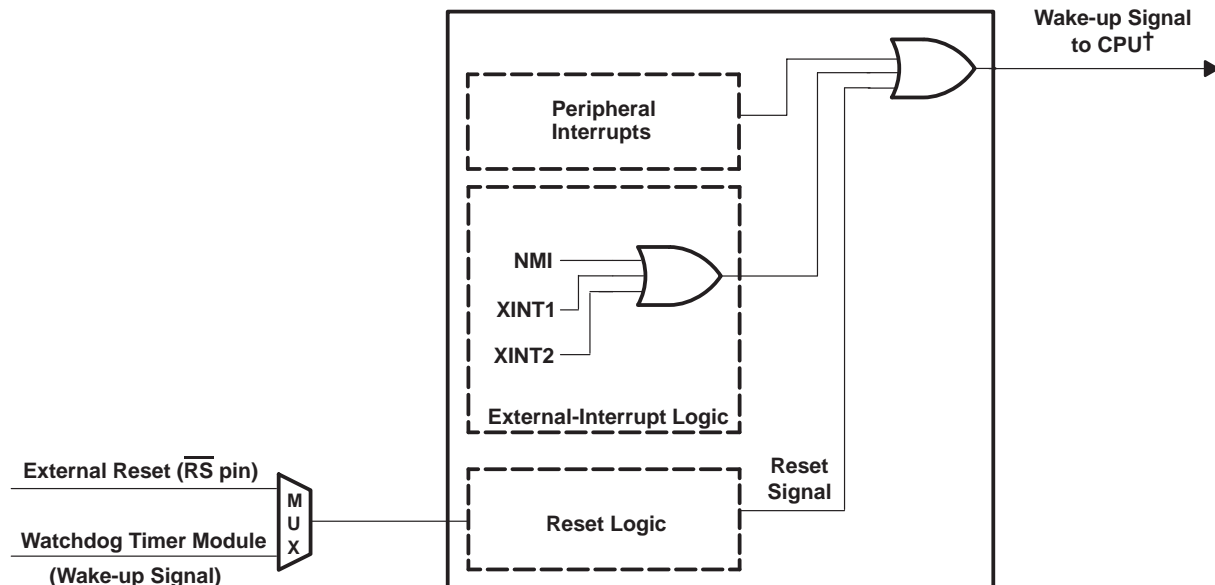 Wake-up Signal
to CPU†
Peripheral
Interrupts
NMI
XINT1
XINT2
External-Interrupt Logic
External Reset (R̅S̅ pin)
MUX
Watchdog Timer Module
(Wake-up Signal)
Reset Logic
Reset
Signal